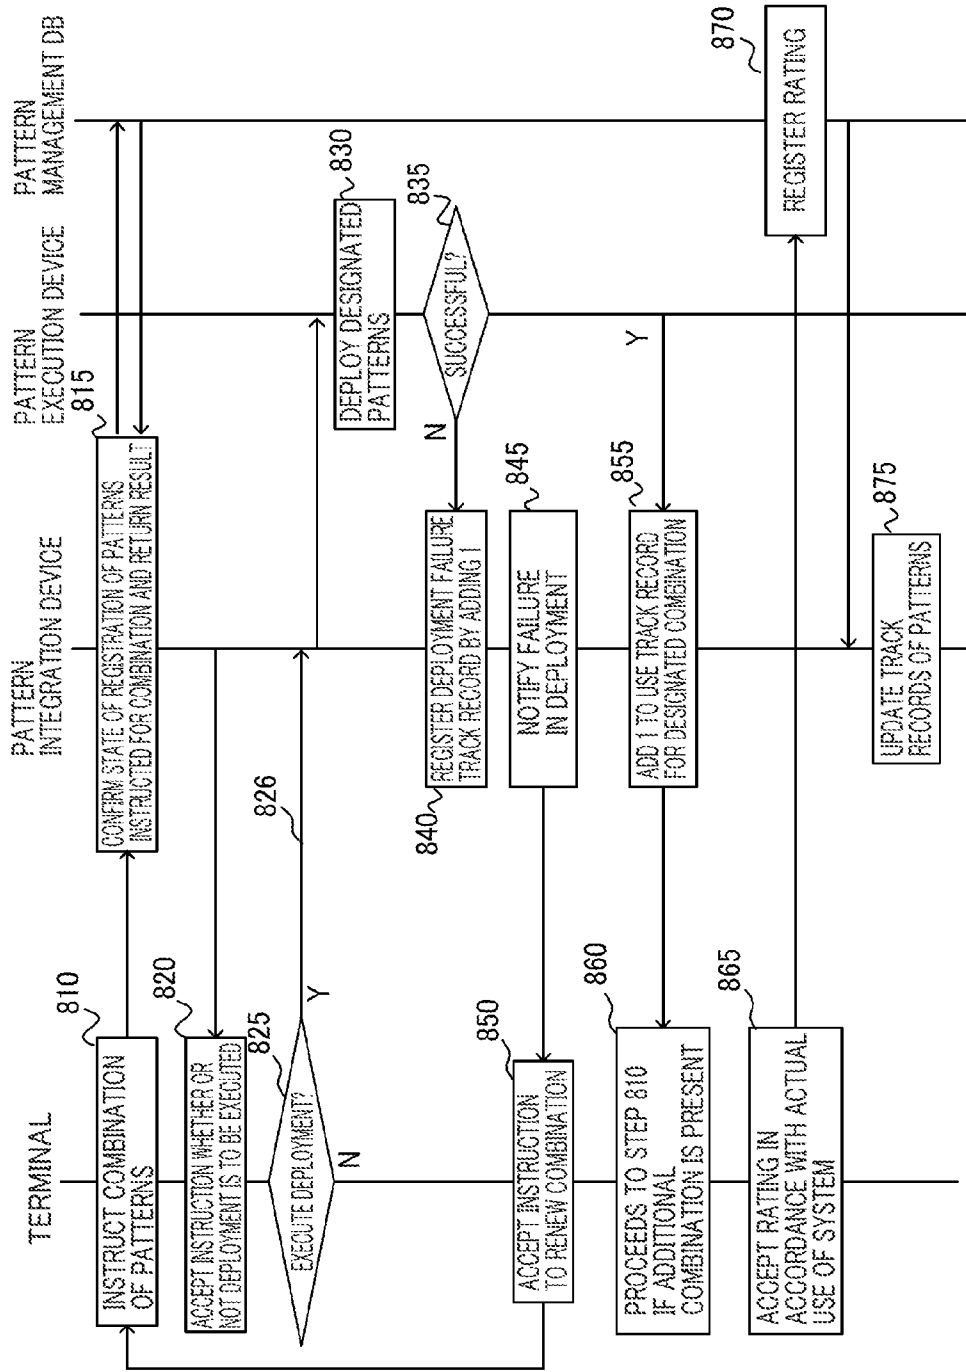 TERMINAL
PATTERN
INTEGRATION DEVICE
PATTERN
EXECUTION DEVICE
PATTERN
MANAGEMENT DB
810
INSTRUCT COMBINATION
OF PATTERNS
815
CONFIRM STATE OF REGISTRATION OF PATTERNS
INSTRUCTED FOR COMBINATION AND RETURN RESULT
820
ACCEPT INSTRUCTION WHETHER OR
NOT DEPLOYMENT IS TO BE EXECUTED
825
EXECUTE DEPLOYMENT?
Y
N
826
830
DEPLOY DESIGNATED
PATTERNS
835
SUCCESSFUL?
N
Y
840
REGISTER DEPLOYMENT FAILURE
TRACK RECORD BY ADDING 1
845
NOTIFY FAILURE
IN DEPLOYMENT
850
ACCEPT INSTRUCTION
TO RENEW COMBINATION
855
ADD 1 TO USE TRACK RECORD
FOR DESIGNATED COMBINATION
860
PROCEEDS TO STEP 810
IF ADDITIONAL
COMBINATION IS PRESENT
865
ACCEPT RATING IN
ACCORDANCE WITH ACTUAL
USE OF SYSTEM
870
REGISTER RATING
875
UPDATE TRACK
RECORDS OF PATTERNS